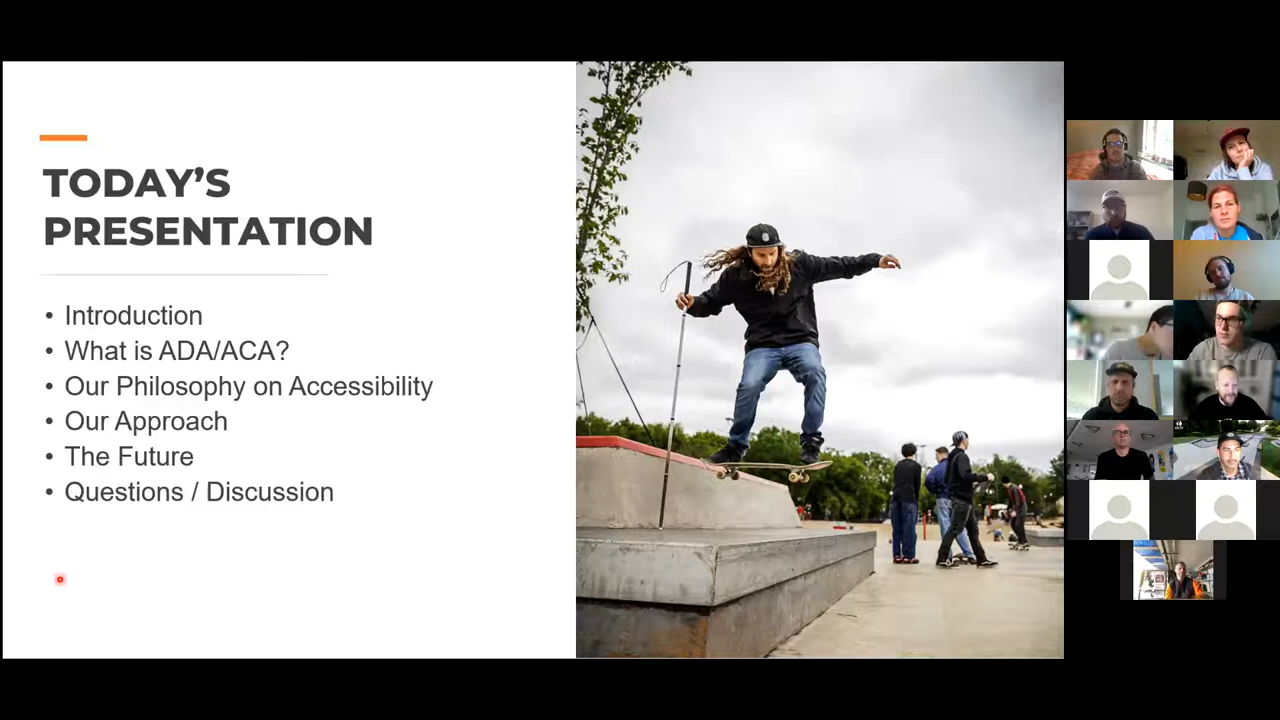 TODAY'S
PRESENTATION
• Introduction
• What is ADA/ACA?
• Our Philosophy on Accessibility
• Our Approach
• The Future
• Questions / Discussion